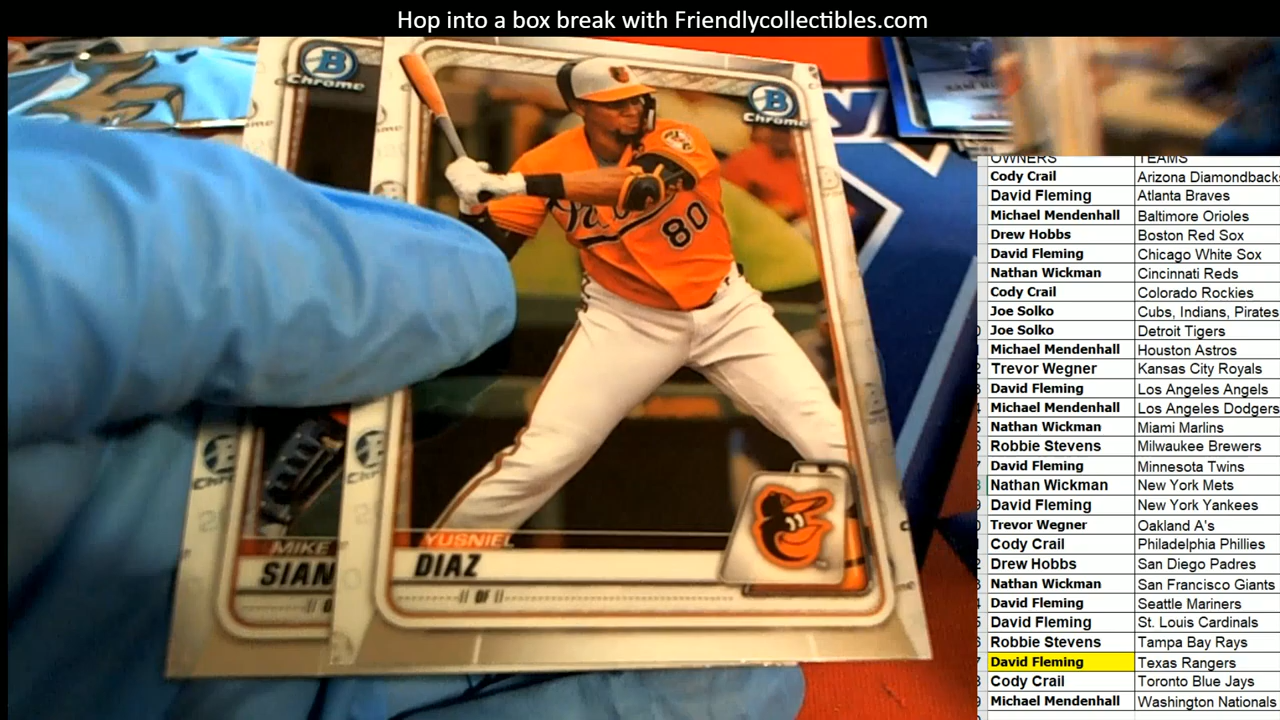 Hop into a box break with Friendlycollectibles.com
B
Chrome
B
Chrome
80
YUSNIEL
DIAZ
OF
MIKE
SIAN
OWNERS TEAMS
Cody Crail Arizona Diamondbacks
David Fleming Atlanta Braves
Michael Mendenhall Baltimore Orioles
Drew Hobbs Boston Red Sox
David Fleming Chicago White Sox
Nathan Wickman Cincinnati Reds
Cody Crail Colorado Rockies
Joe Solko Cubs, Indians, Pirates
Joe Solko Detroit Tigers
Michael Mendenhall Houston Astros
Trevor Wegner Kansas City Royals
David Fleming Los Angeles Angels
Michael Mendenhall Los Angeles Dodgers
Nathan Wickman Miami Marlins
Robbie Stevens Milwaukee Brewers
David Fleming Minnesota Twins
Nathan Wickman New York Mets
David Fleming New York Yankees
Trevor Wegner Oakland A's
Cody Crail Philadelphia Phillies
Drew Hobbs San Diego Padres
Nathan Wickman San Francisco Giants
David Fleming Seattle Mariners
David Fleming St. Louis Cardinals
Robbie Stevens Tampa Bay Rays
David Fleming Texas Rangers
Cody Crail Toronto Blue Jays
Michael Mendenhall Washington Nationals